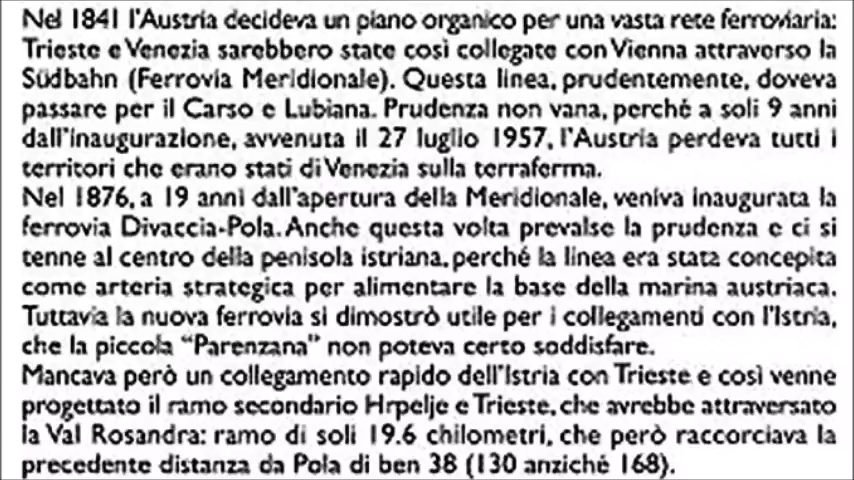 Nel 1841 l'Austria decideva un piano organico per una vasta rete ferroviaria:
Trieste e Venezia sarebbero state così collegate con Vienna attraverso la
Südbahn (Ferrovia Meridionale). Questa linea, prudentemente, doveva
passare per il Carso e Lubiana. Prudenza non vana, perché a soli 9 anni
dall'inaugurazione, avvenuta il 27 luglio 1957, l'Austria perdeva tutti i
territori che erano stati di Venezia sulla terraferma.
Nel 1876, a 19 anni dall'apertura della Meridionale, veniva inaugurata la
ferrovia Divaccia-Pola. Anche questa volta prevalse la prudenza e ci si
tenne al centro della penisola istriana, perché la linea era stata concepita
come arteria strategica per alimentare la base della marina austriaca.
Tuttavia la nuova ferrovia si dimostrò utile per i collegamenti con l'Istria,
che la piccola "Parenzana" non poteva certo soddisfare.
Mancava però un collegamento rapido dell'Istria con Trieste e così venne
progettato il ramo secondario Hrpelje e Trieste, che avrebbe attraversato
la Val Rosandra: ramo di soli 19.6 chilometri, che però raccorciava la
precedente distanza da Pola di ben 38 (130 anziché 168).